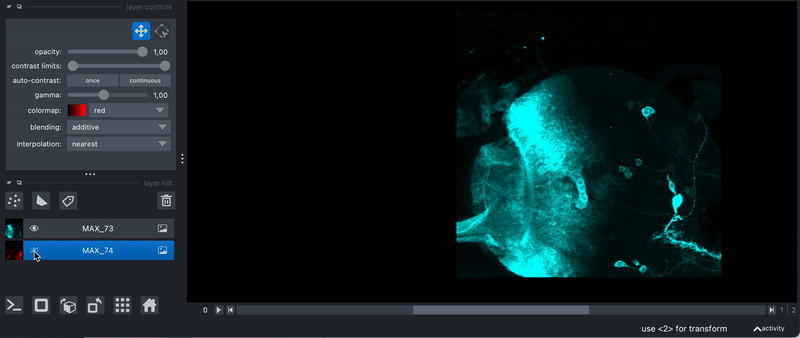 layer controls
opacity: 1,00
contrast limits:
auto-contrast: once continuous
gamma: 1,00
colormap: red
blending: additive
interpolation: nearest
layer list
MAX_73
MAX_74
0 1 2
use <2> for transform activity